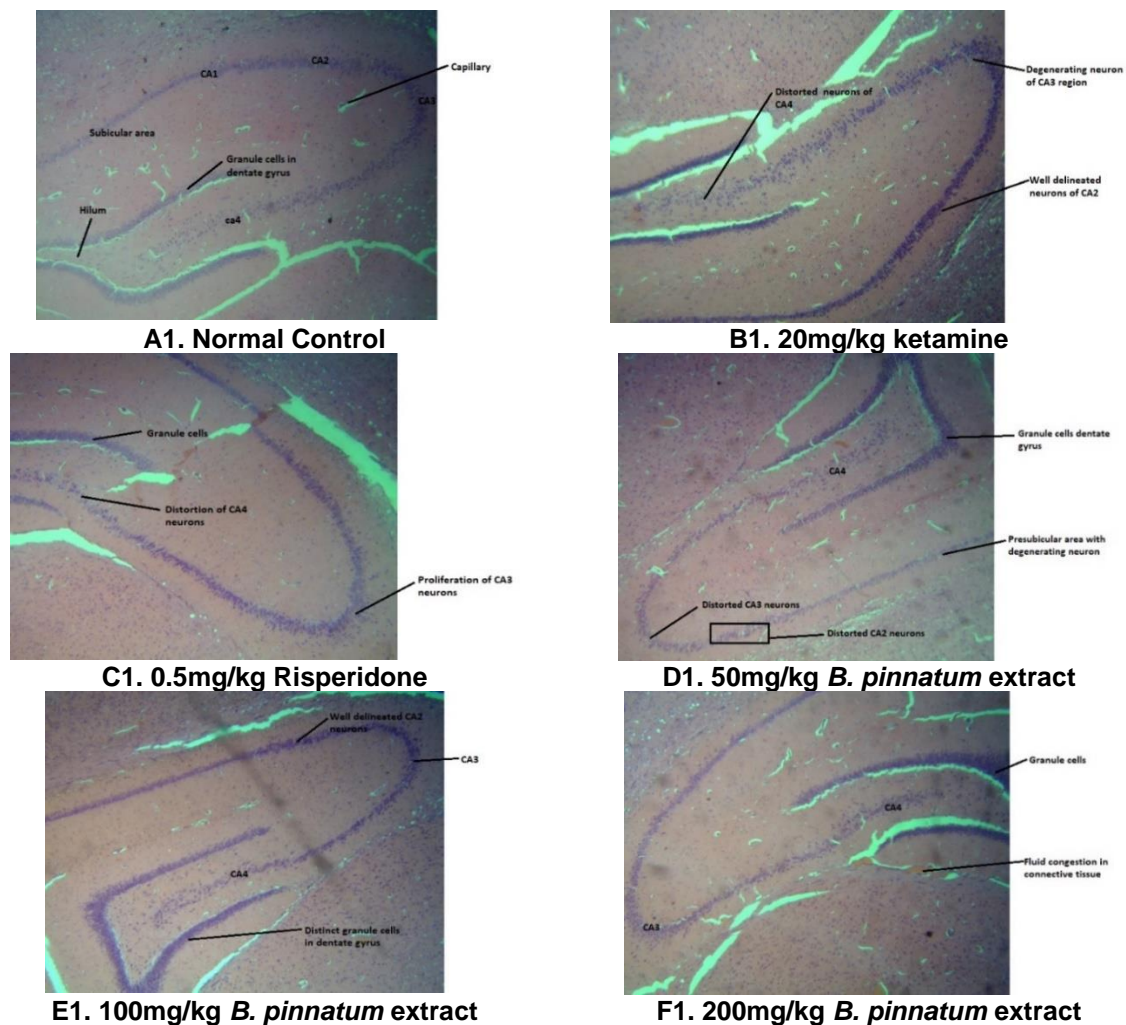 CA1
CA2
Capillary
CA3
Subicular area
Granule cells in
dentate gyrus
Hilum
ca4
A1. Normal Control
Degenerating neuron
of CA3 region
Distorted neurons of
CA4
Well delineated
neurons of CA2
B1. 20mg/kg ketamine
Granule cells
Distortion of CA4
neurons
Proliferation of CA3
neurons
C1. 0.5mg/kg Risperidone
Granule cells dentate
gyrus
CA4
Presubicular area with
degenerating neuron
Distorted CA3 neurons
Distorted CA2 neurons
D1. 50mg/kg B. pinnatum extract
Well delineated CA2
neurons
CA3
CA4
Distinct granule cells
in dentate gyrus
E1. 100mg/kg B. pinnatum extract
Granule cells
CA4
Fluid congestion in
connective tissue
CA3
F1. 200mg/kg B. pinnatum extract